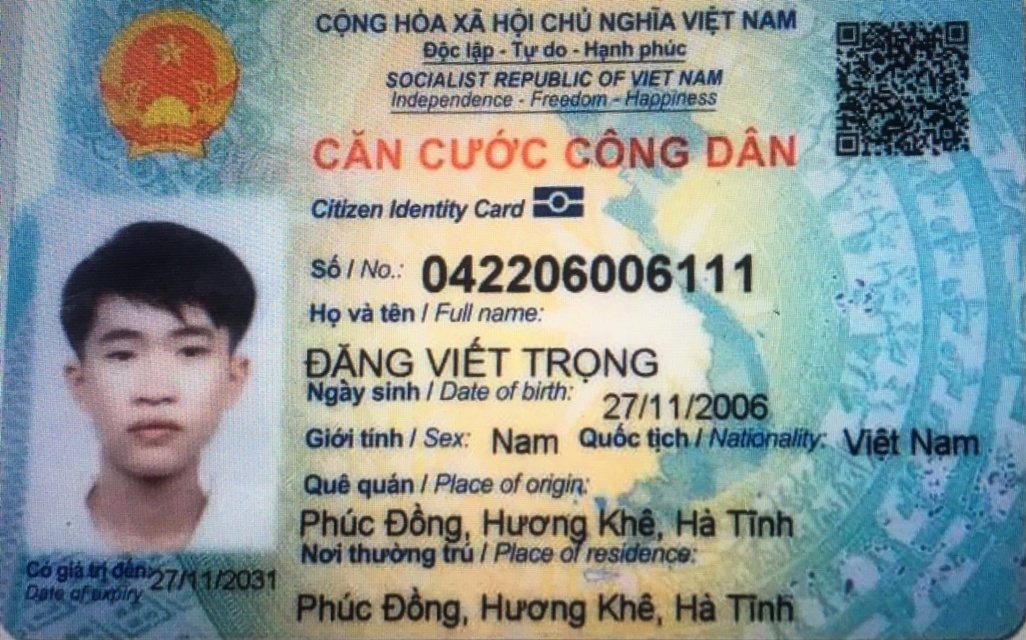 CỘNG HÒA XÃ HỘI CHỦ NGHĨA VIỆT NAM
Độc lập - Tự do - Hạnh phúc
SOCIALIST REPUBLIC OF VIET NAM
Independence - Freedom - Happiness
CĂN CƯỚC CÔNG DÂN
Citizen Identity Card
Số / No.: 042206006111
Họ và tên / Full name:
ĐĂNG VIẾT TRỌNG
Ngày sinh / Date of birth: 27/11/2006
Giới tính / Sex: Nam Quốc tịch / Nationality: Việt Nam
Quê quán / Place of origin:
Phúc Đồng, Hương Khê, Hà Tĩnh
Nơi thường trú / Place of residence:
Phúc Đồng, Hương Khê, Hà Tĩnh
Có giá trị đến: 27/11/2031
Date of expiry